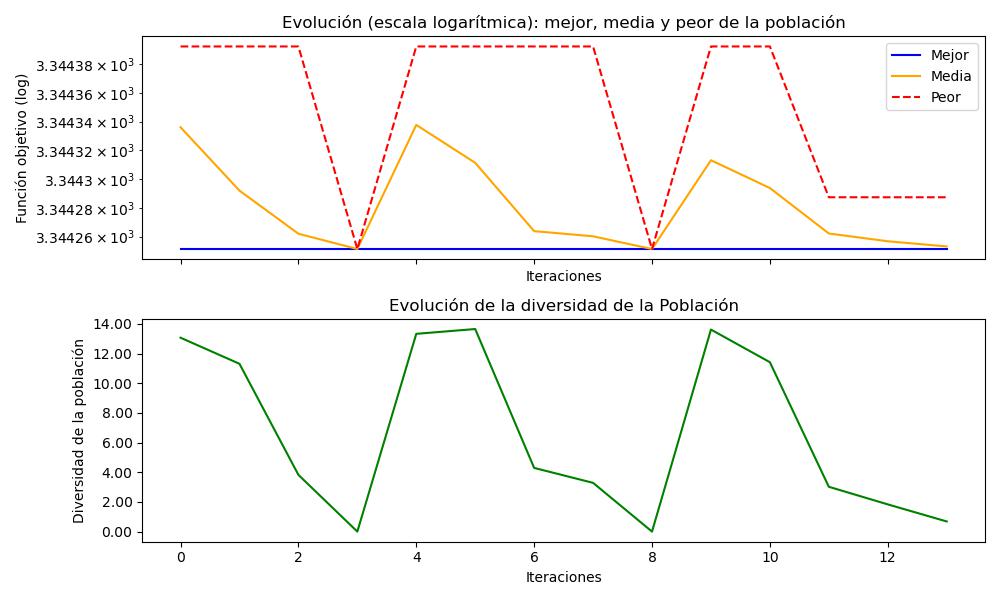 Evolución (escala logarítmica): mejor, media y peor de la población
Función objetivo (log)
3.34438 × 10³
3.34436 × 10³
3.34434 × 10³
3.34432 × 10³
3.3443 × 10³
3.34428 × 10³
3.34426 × 10³
Mejor
Media
Peor
Iteraciones
Evolución de la diversidad de la Población
Diversidad de la población
14.00
12.00
10.00
8.00
6.00
4.00
2.00
0.00
0 2 4 6 8 10 12
Iteraciones